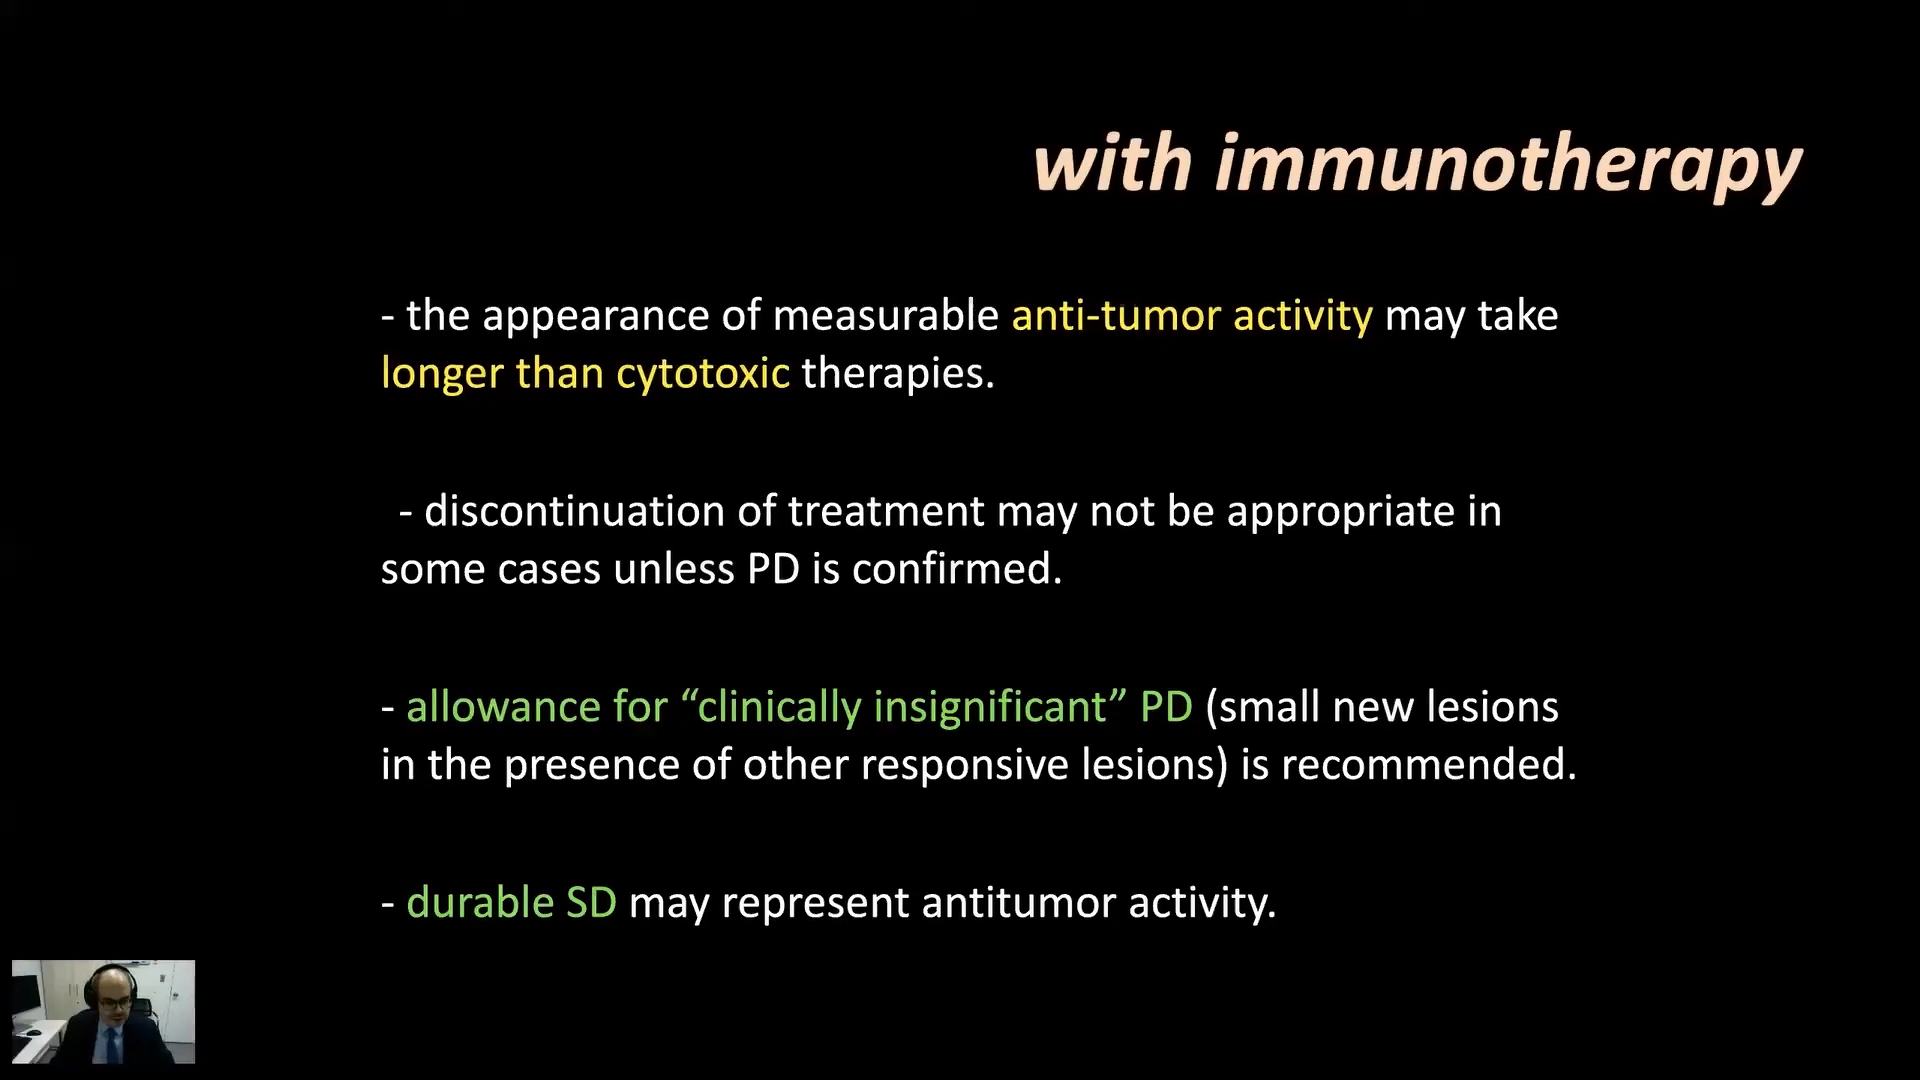 with immunotherapy
- the appearance of measurable anti-tumor activity may take
longer than cytotoxic therapies.
- discontinuation of treatment may not be appropriate in
some cases unless PD is confirmed.
- allowance for “clinically insignificant” PD (small new lesions
in the presence of other responsive lesions) is recommended.
- durable SD may represent antitumor activity.